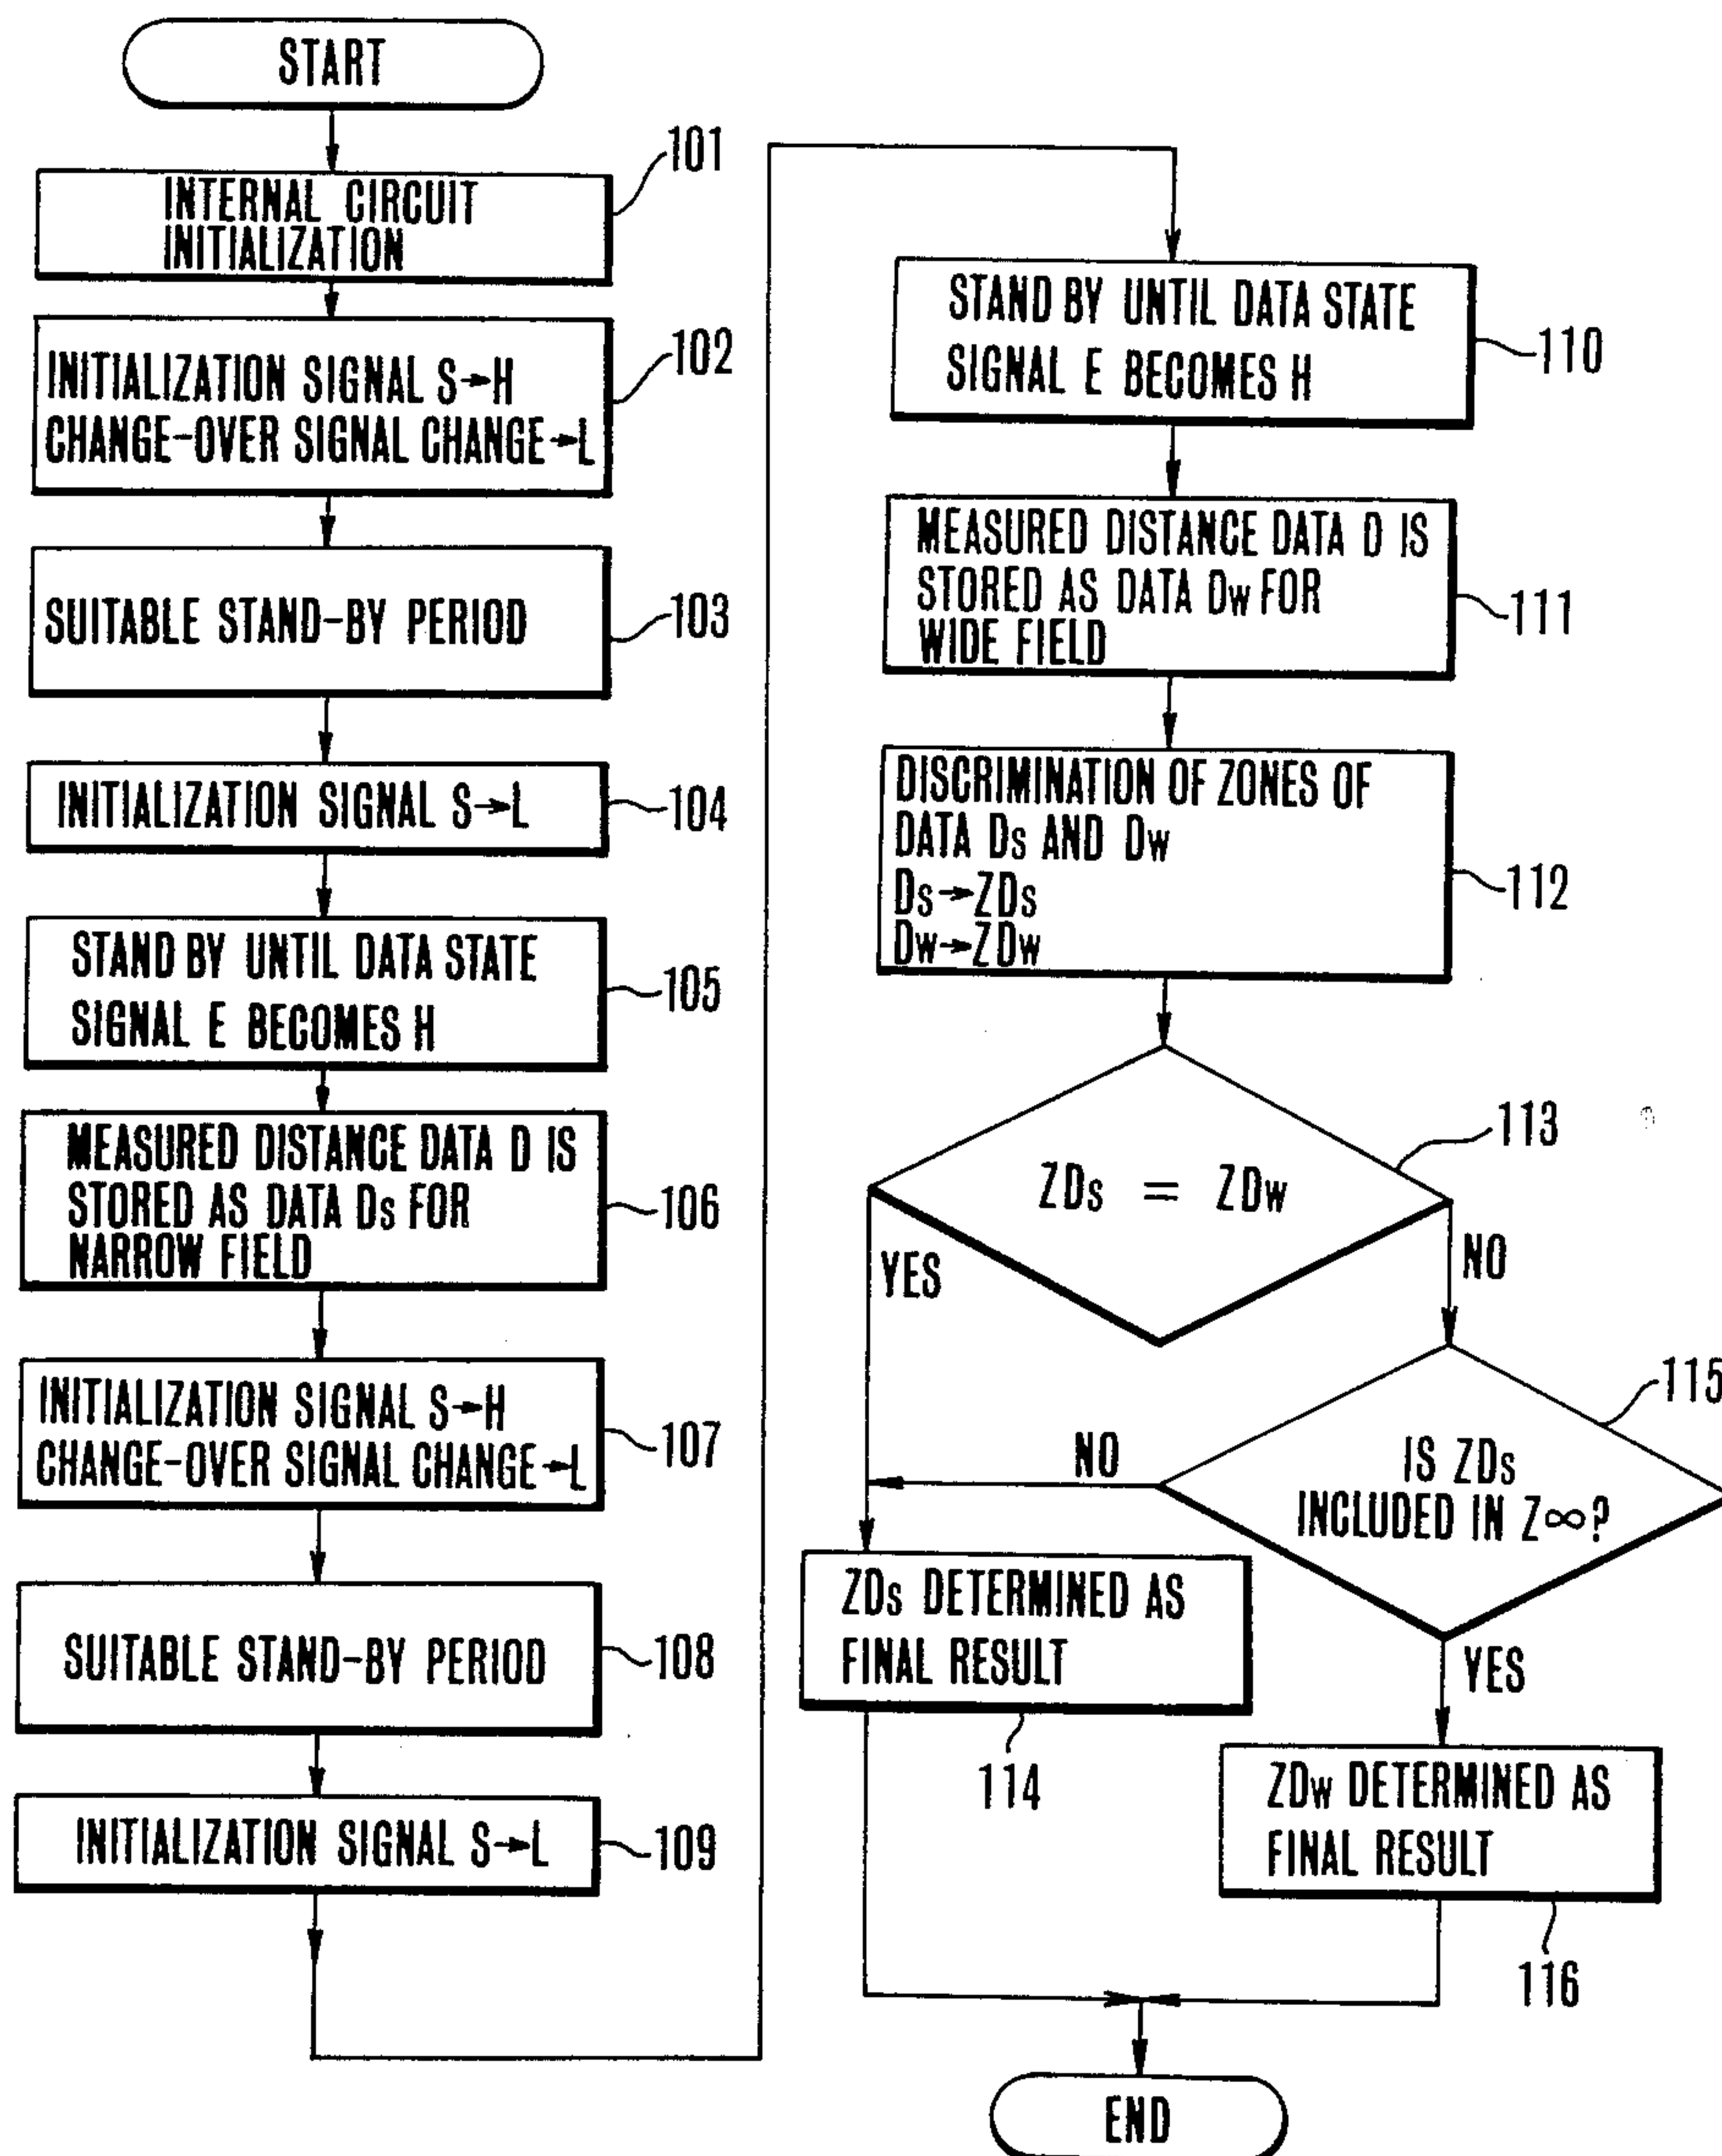 START
101
INTERNAL CIRCUIT
INITIALIZATION
102
INITIALIZATION SIGNAL S→H
CHANGE-OVER SIGNAL CHANGE→L
103
SUITABLE STAND-BY PERIOD
104
INITIALIZATION SIGNAL S→L
105
STAND BY UNTIL DATA STATE
SIGNAL E BECOMES H
106
MEASURED DISTANCE DATA D IS
STORED AS DATA Ds FOR
NARROW FIELD
107
INITIALIZATION SIGNAL S→H
CHANGE-OVER SIGNAL CHANGE→L
108
SUITABLE STAND-BY PERIOD
109
INITIALIZATION SIGNAL S→L
110
STAND BY UNTIL DATA STATE
SIGNAL E BECOMES H
111
MEASURED DISTANCE DATA D IS
STORED AS DATA Dw FOR
WIDE FIELD
112
DISCRIMINATION OF ZONES OF
DATA Ds AND Dw
Ds→ZDs
Dw→ZDw
113
ZDs = ZDw
YES
NO
115
IS ZDs
INCLUDED IN Z∞?
NO
YES
ZDs DETERMINED AS
FINAL RESULT
114
ZDw DETERMINED AS
FINAL RESULT
116
END